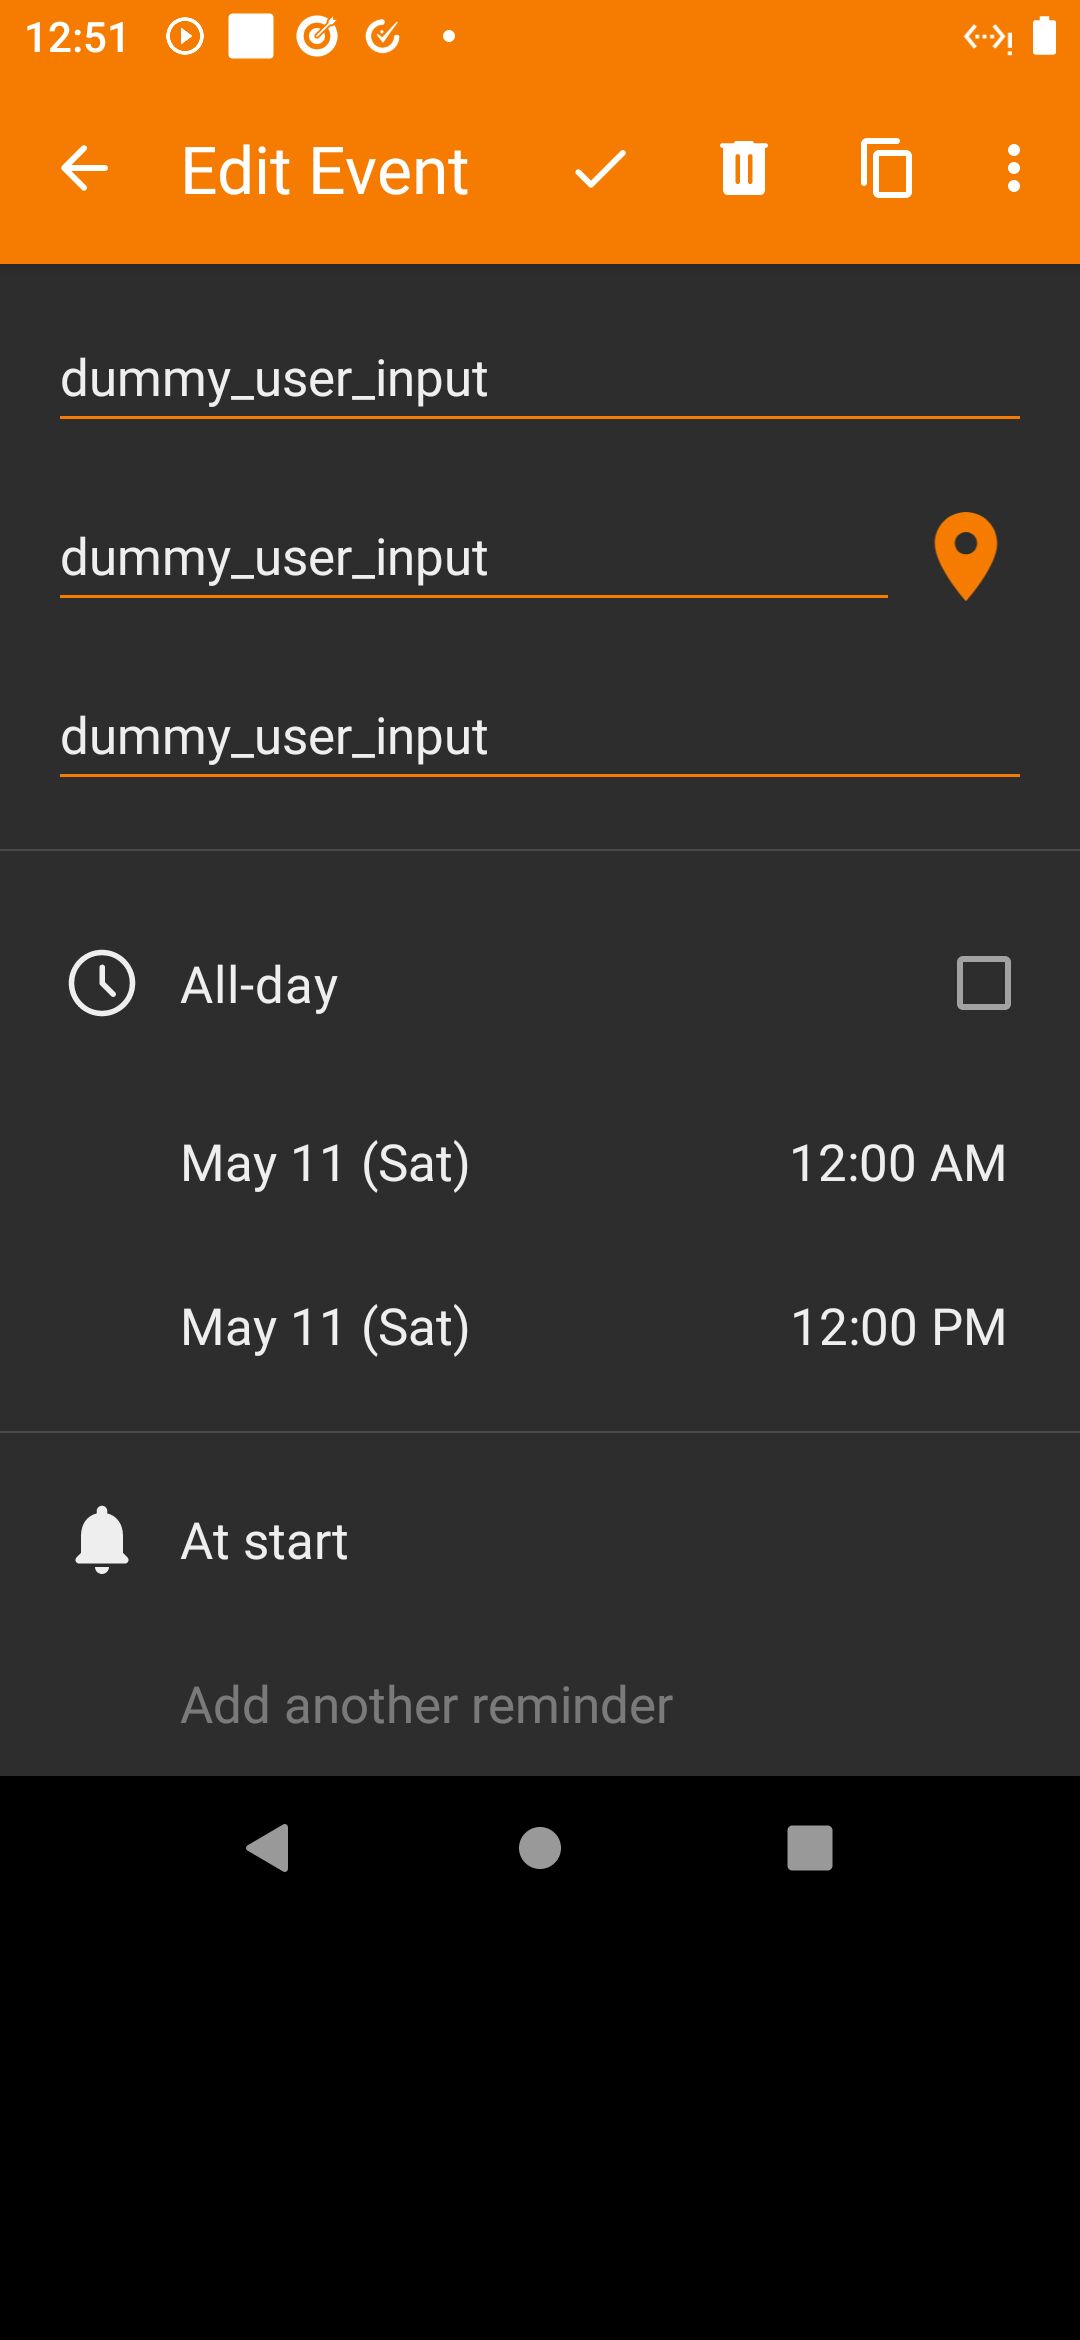 12:51
Edit Event
dummy_user_input
dummy_user_input
dummy_user_input
All-day
May 11 (Sat) 12:00 AM
May 11 (Sat) 12:00 PM
At start
Add another reminder